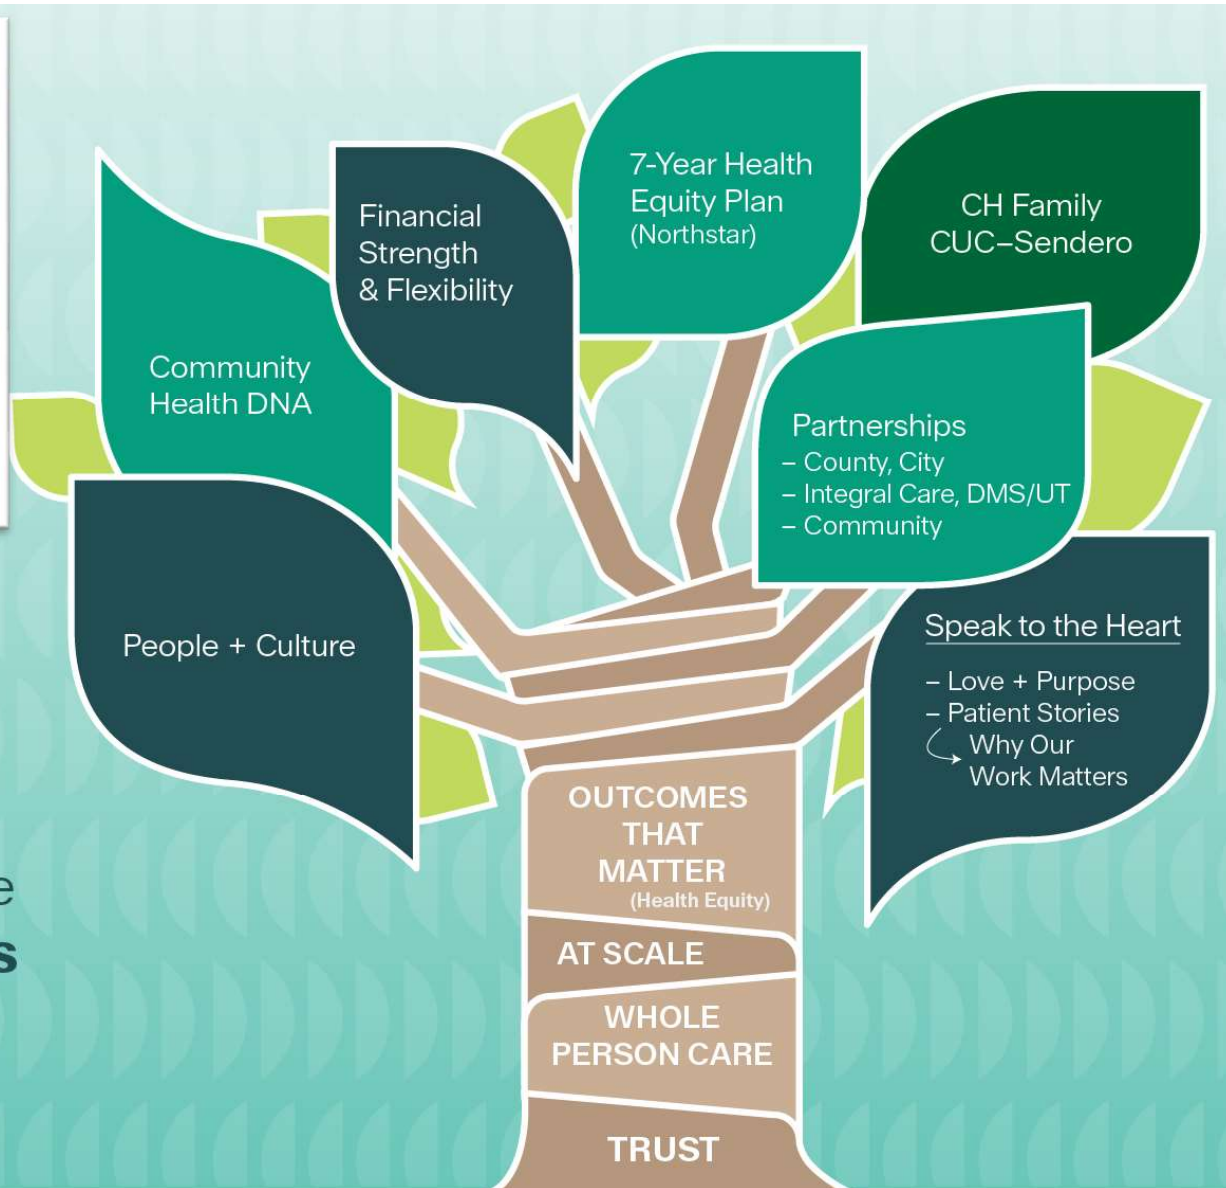 7-Year Health
Equity Plan
(Northstar)
CH Family
CUC–Sendero
Financial
Strength
& Flexibility
Community
Health DNA
Partnerships
– County, City
– Integral Care, DMS/UT
– Community
People + Culture
Speak to the Heart
– Love + Purpose
– Patient Stories
Why Our
Work Matters
OUTCOMES
THAT
MATTER
(Health Equity)
AT SCALE
WHOLE
PERSON CARE
TRUST